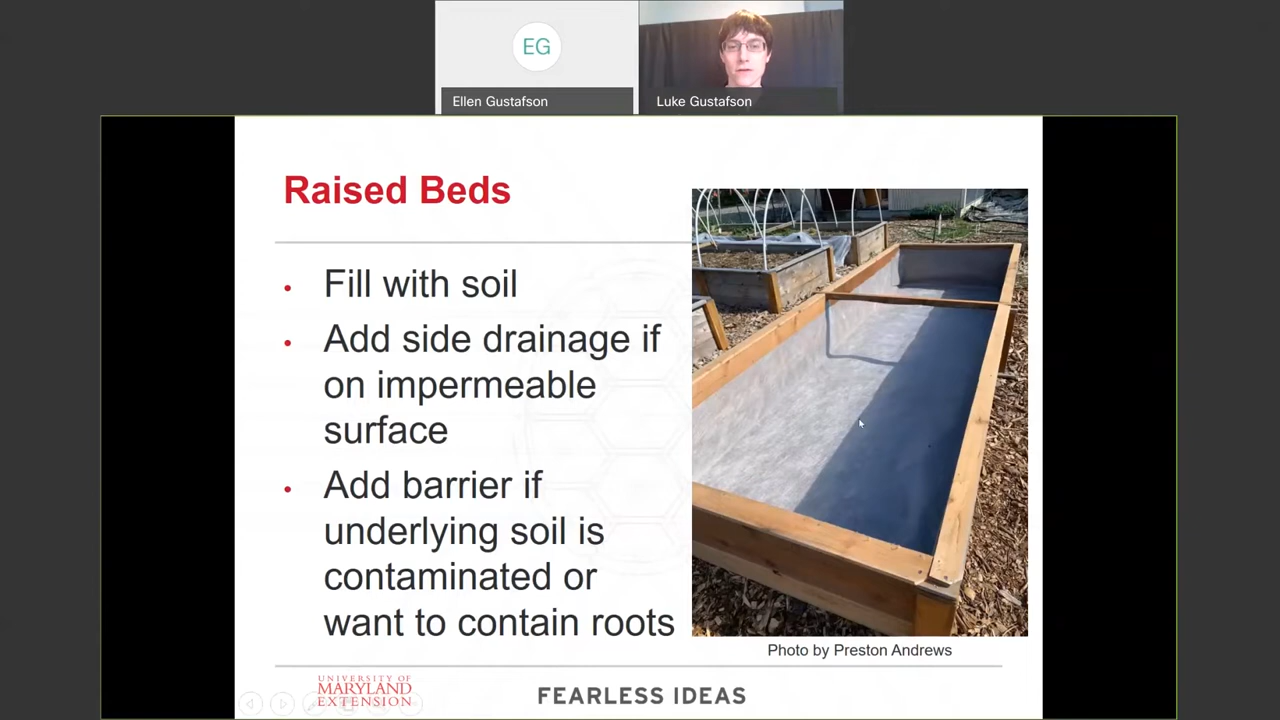 EG
Ellen Gustafson
Luke Gustafson
Raised Beds
• Fill with soil
• Add side drainage if
on impermeable
surface
• Add barrier if
underlying soil is
contaminated or
want to contain roots
Photo by Preston Andrews
UNIVERSITY OF
MARYLAND
EXTENSION
FEARLESS IDEAS